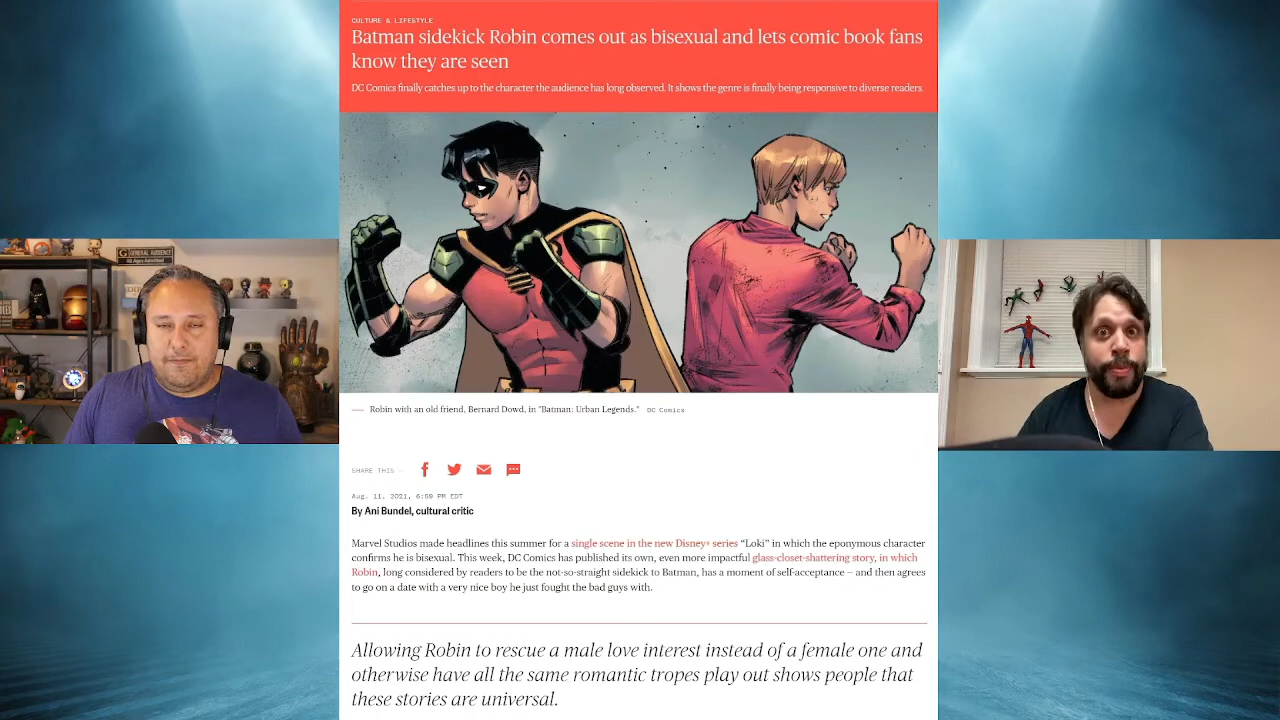 CULTURE & LIFESTYLE
Batman sidekick Robin comes out as bisexual and lets comic book fans
know they are seen
DC Comics finally catches up to the character the audience has long observed. It shows the genre is finally being responsive to diverse readers.
G GENERAL AUDIENCE
All Ages Admitted
Robin with an old friend, Bernard Dowd, in "Batman: Urban Legends." DC Comics
SHARE THIS —
Aug. 11, 2021, 6:59 PM EDT
By Ani Bundel, cultural critic
Marvel Studios made headlines this summer for a single scene in the new Disney+ series “Loki” in which the eponymous character
confirms he is bisexual. This week, DC Comics has published its own, even more impactful glass-closet-shattering story, in which
Robin, long considered by readers to be the not-so-straight sidekick to Batman, has a moment of self-acceptance — and then agrees
to go on a date with a very nice boy he just fought the bad guys with.
Allowing Robin to rescue a male love interest instead of a female one and
otherwise have all the same romantic tropes play out shows people that
these stories are universal.